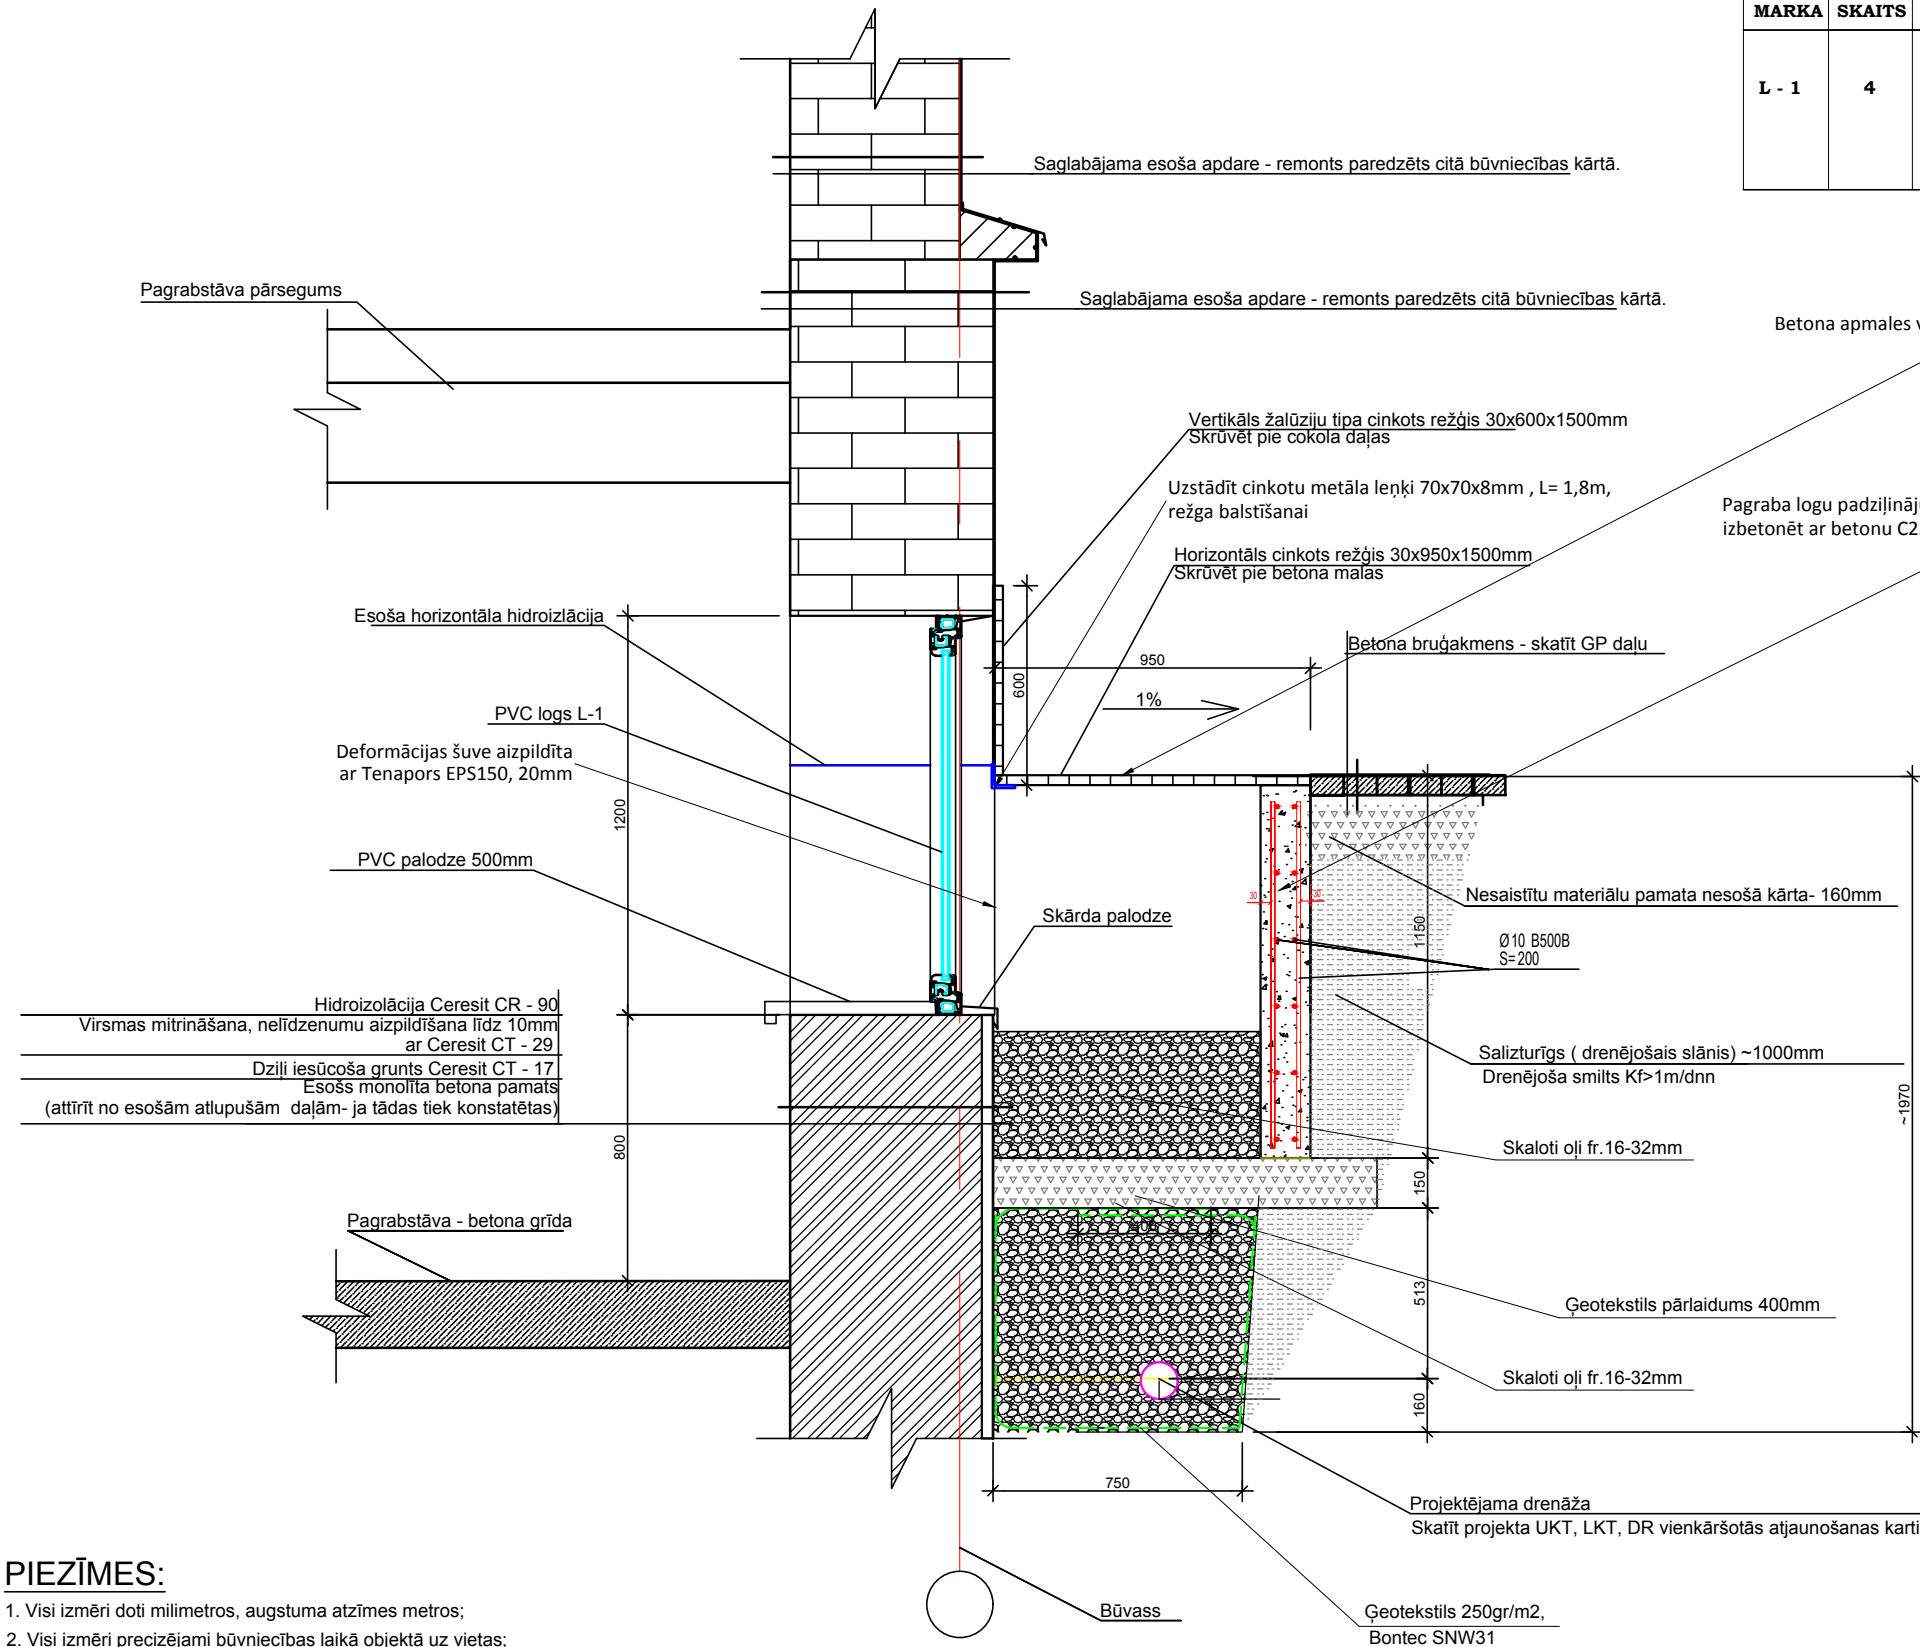 MARKA SKAITS
L - 1 4
Saglabājama esoša apdare - remonts paredzēts citā būvniecības kārtā.
Pagrabstāva pārsegums
Saglabājama esoša apdare - remonts paredzēts citā būvniecības kārtā.
Betona apmales
Vertikāls žalūziju tipa cinkots režģis 30x600x1500mm
Skrūvēt pie cokola daļas
Uzstādīt cinkotu metāla leņķi 70x70x8mm , L= 1,8m,
režga balstīšanai
Pagraba logu
izbetonēt ar betonu
Horizontāls cinkots režģis 30x950x1500mm
Skrūvēt pie betona malas
Esoša horizontāla hidroizlācija
Betona bruģakmens - skatīt GP daļu
950
600
1%
PVC logs L-1
Deformācijas šuve aizpildīta
ar Tenapors EPS150, 20mm
1200
PVC palodze 500mm
Skārda palodze
30
30
Nesaistītu materiālu pamata nesošā kārta- 160mm
1150
Ø10 B500B
S=200
Hidroizolācija Ceresit CR - 90
Virsmas mitrināšana, nelīdzenumu aizpildīšana līdz 10mm
ar Ceresit CT - 29
Dziļi iesūcoša grunts Ceresit CT - 17
Esošs monolīta betona pamats
(attīrīt no esošām atlupušām daļām- ja tādas tiek konstatētas)
Salizturīgs ( drenējošais slānis) ~1000mm
Drenējoša smilts Kf>1m/dnn
~1970
800
Skaloti oļi fr.16-32mm
150
Pagrabstāva - betona grīda
400
513
Ģeotekstils pārlaidums 400mm
Skaloti oļi fr.16-32mm
160
750
Projektējama drenāža
Skatīt projekta UKT, LKT, DR vienkāršotās atjaunošanas karti
PIEZĪMES:
1. Visi izmēri doti milimetros, augstuma atzīmes metros;
2. Visi izmēri precizējami būvniecības laikā objektā uz vietas;
Būvass
Ģeotekstils 250gr/m2,
Bontec SNW31